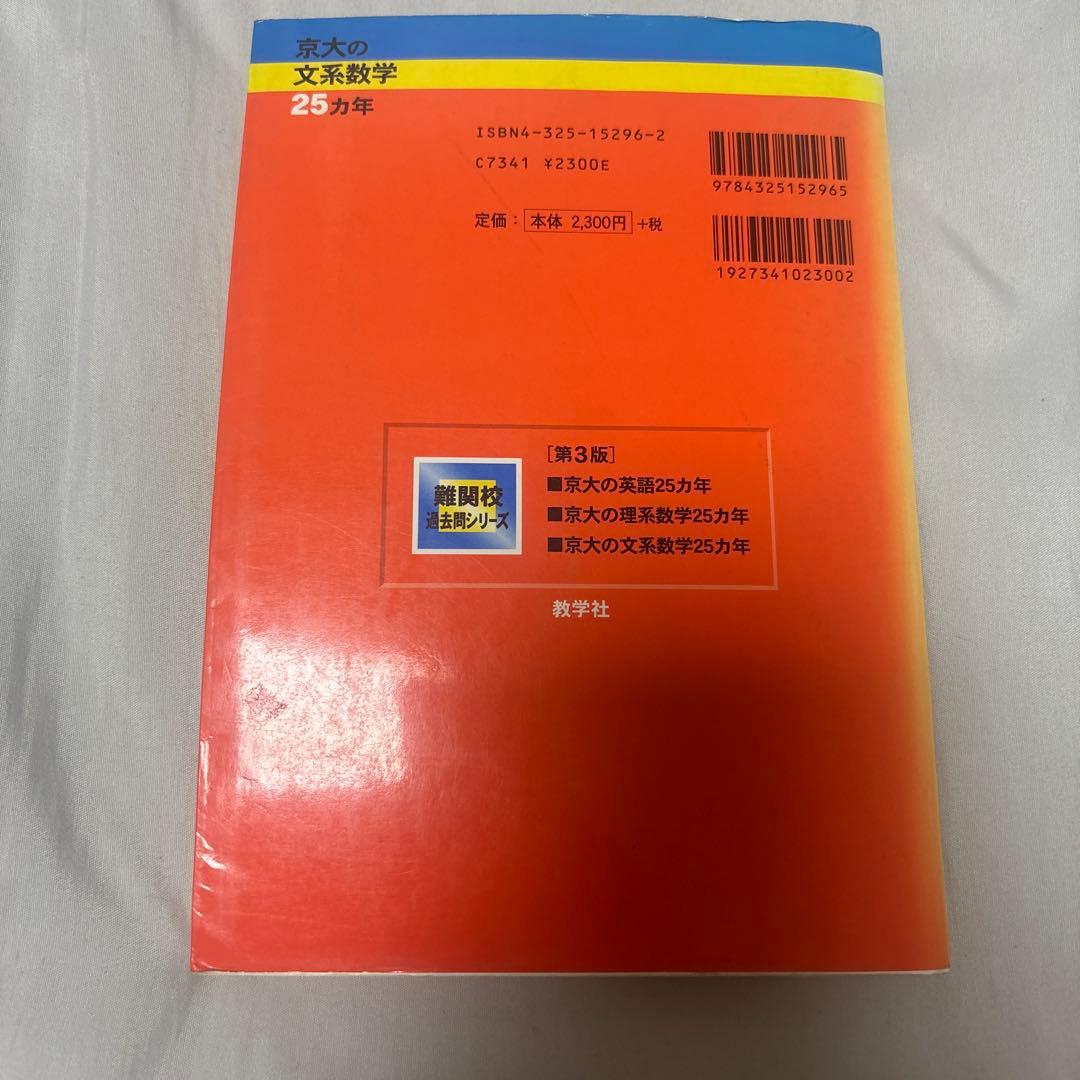 京大の
文系数学
25カ年
ISBN4-325-15296-2
C7341 ¥2300E
定価：本体 2,300円+税
9784325152965
1927341023002
難関校
過去問シリーズ
［第3版］
■京大の英語25カ年
■京大の理系数学25カ年
■京大の文系数学25カ年
教学社